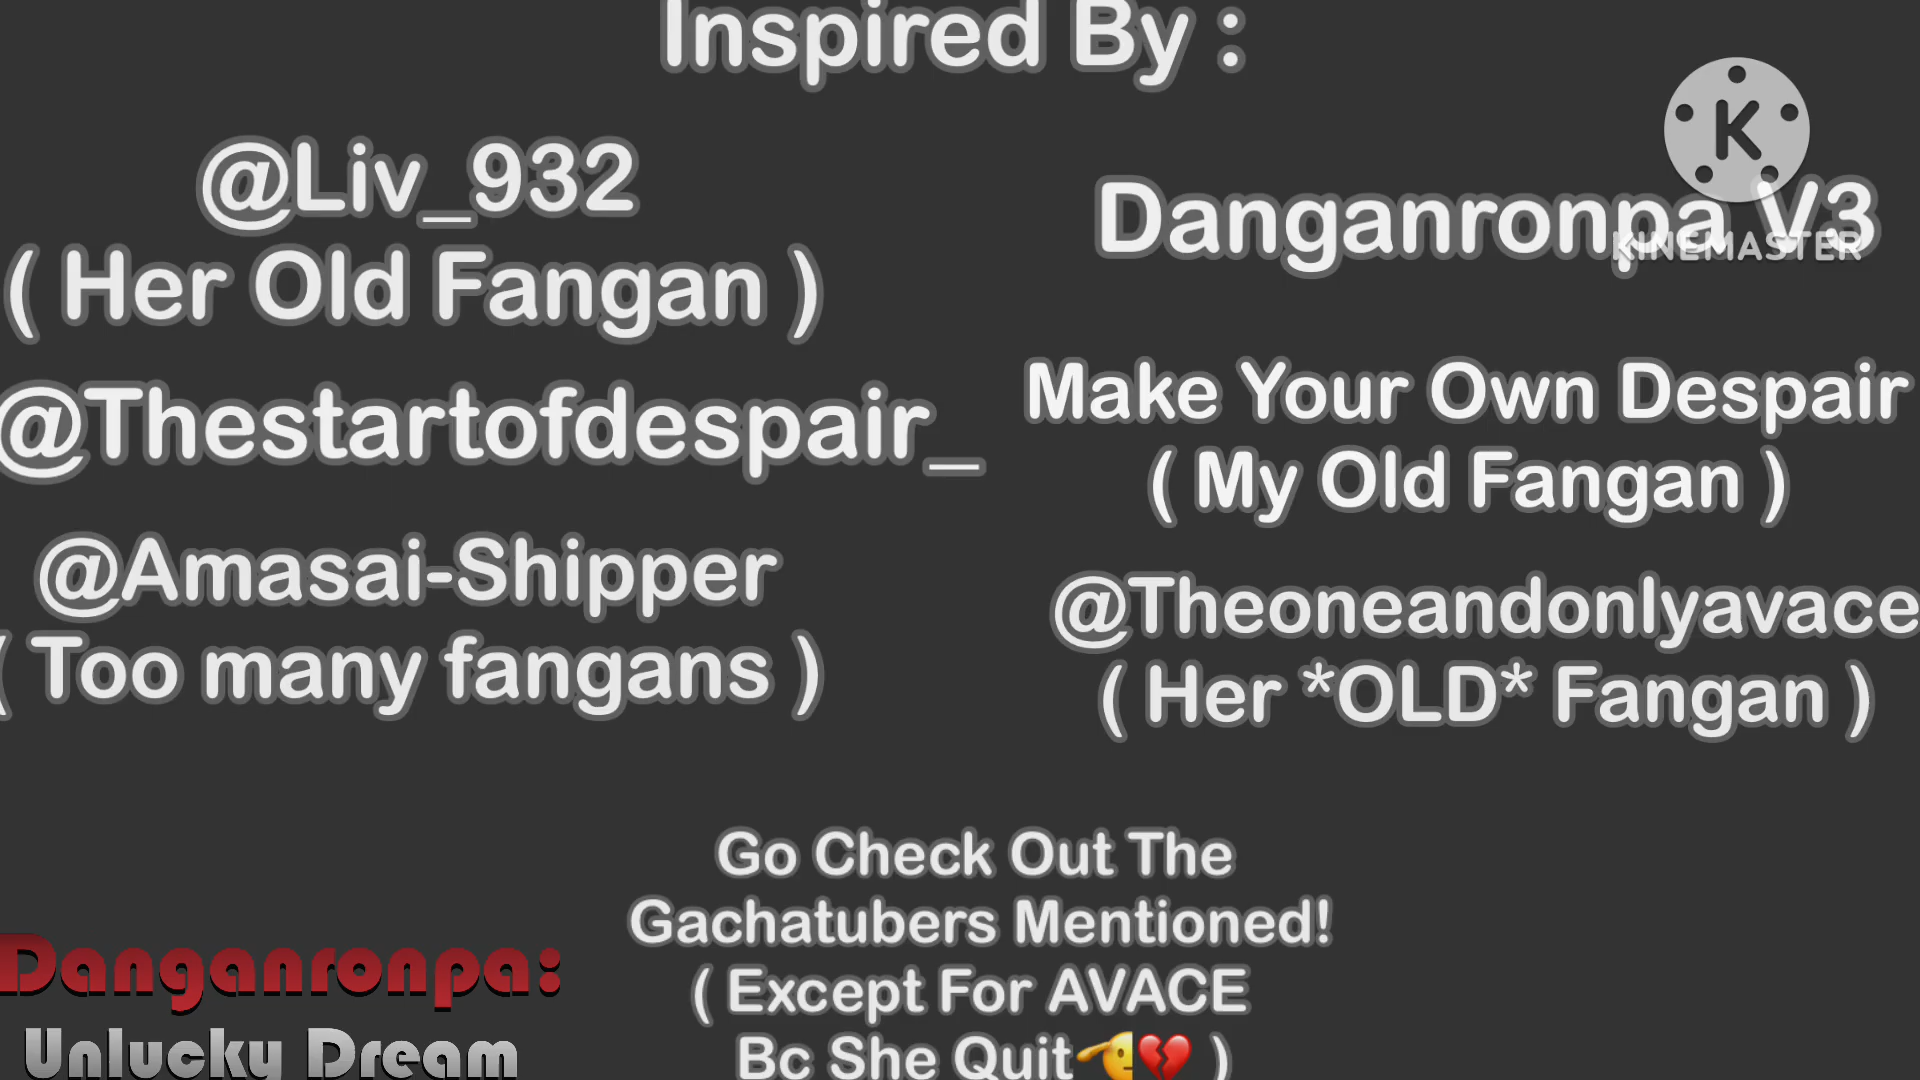 Inspired By :
@Liv_932
( Her Old Fangan )
@Thestartofdespair_
@Amasai-Shipper
( Too many fangans )
Danganronpa V3
KINEMASTER
Make Your Own Despair
( My Old Fangan )
@Theoneandonlyavace
( Her *OLD* Fangan )
Go Check Out The
Gachatubers Mentioned!
( Except For AVACE
Bc She Quit🫡💔 )
Danganronpa:
Unlucky Dream